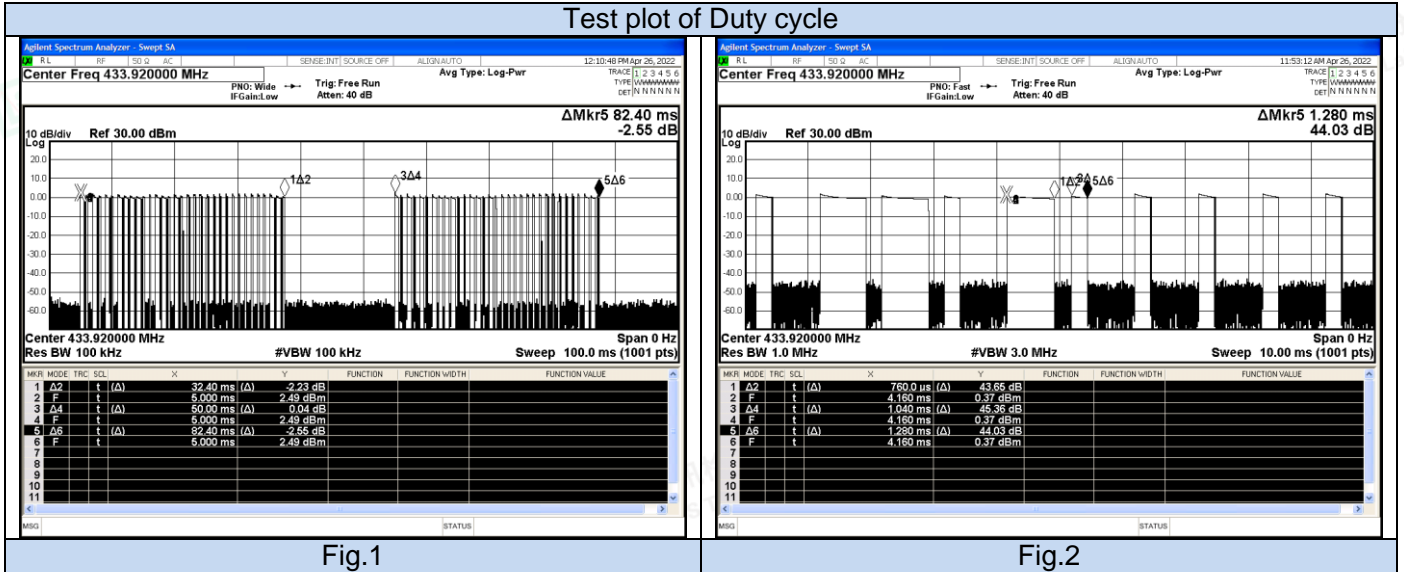 Test plot of Duty cycle
Agilent Spectrum Analyzer - Swept SA
RL RF 50 Ω AC SENSE:INT SOURCE OFF ALIGNAUTO 12:10:48 PM Apr 26, 2022
Center Freq 433.920000 MHz Avg Type: Log-Pwr TRACE 1 2 3 4 5 6
PNO: Wide Trig: Free Run TYPE
IFGain:Low Atten: 40 dB DET N N N N N N
ΔMkr5 82.40 ms
-2.55 dB
10 dB/div Ref 30.00 dBm
Log
20.0
10.0
0.00
-10.0
-20.0
-30.0
-40.0
-50.0
-60.0
1Δ2
3Δ4
5Δ6
Center 433.920000 MHz Span 0 Hz
Res BW 100 kHz #VBW 100 kHz Sweep 100.0 ms (1001 pts)
MKR MODE TRC SCL X Y FUNCTION FUNCTION WIDTH FUNCTION VALUE
1 Δ2 t (Δ) 32.40 ms (Δ) -2.23 dB
2 F t 5.000 ms 2.49 dBm
3 Δ4 t (Δ) 50.00 ms (Δ) 0.04 dB
4 F t 5.000 ms 2.49 dBm
5 Δ6 t (Δ) 82.40 ms (Δ) -2.55 dB
6 F t 5.000 ms 2.49 dBm
7
8
9
10
11
MSG STATUS
Fig.1
Agilent Spectrum Analyzer - Swept SA
RL RF 50 Ω AC SENSE:INT SOURCE OFF ALIGNAUTO 11:53:12 AM Apr 26, 2022
Center Freq 433.920000 MHz Avg Type: Log-Pwr TRACE 1 2 3 4 5 6
PNO: Fast Trig: Free Run TYPE
IFGain:Low Atten: 40 dB DET N N N N N N
ΔMkr5 1.280 ms
44.03 dB
10 dB/div Ref 30.00 dBm
Log
20.0
10.0
0.00
-10.0
-20.0
-30.0
-40.0
-50.0
-60.0
5Δ6
Center 433.920000 MHz Span 0 Hz
Res BW 1.0 MHz #VBW 3.0 MHz Sweep 10.00 ms (1001 pts)
MKR MODE TRC SCL X Y FUNCTION FUNCTION WIDTH FUNCTION VALUE
1 Δ2 t (Δ) 760.0 µs (Δ) 43.65 dB
2 F t 4.160 ms 0.37 dBm
3 Δ4 t (Δ) 1.040 ms (Δ) 45.36 dB
4 F t 4.160 ms 0.37 dBm
5 Δ6 t (Δ) 1.280 ms (Δ) 44.03 dB
6 F t 4.160 ms 0.37 dBm
7
8
9
10
11
MSG STATUS
Fig.2